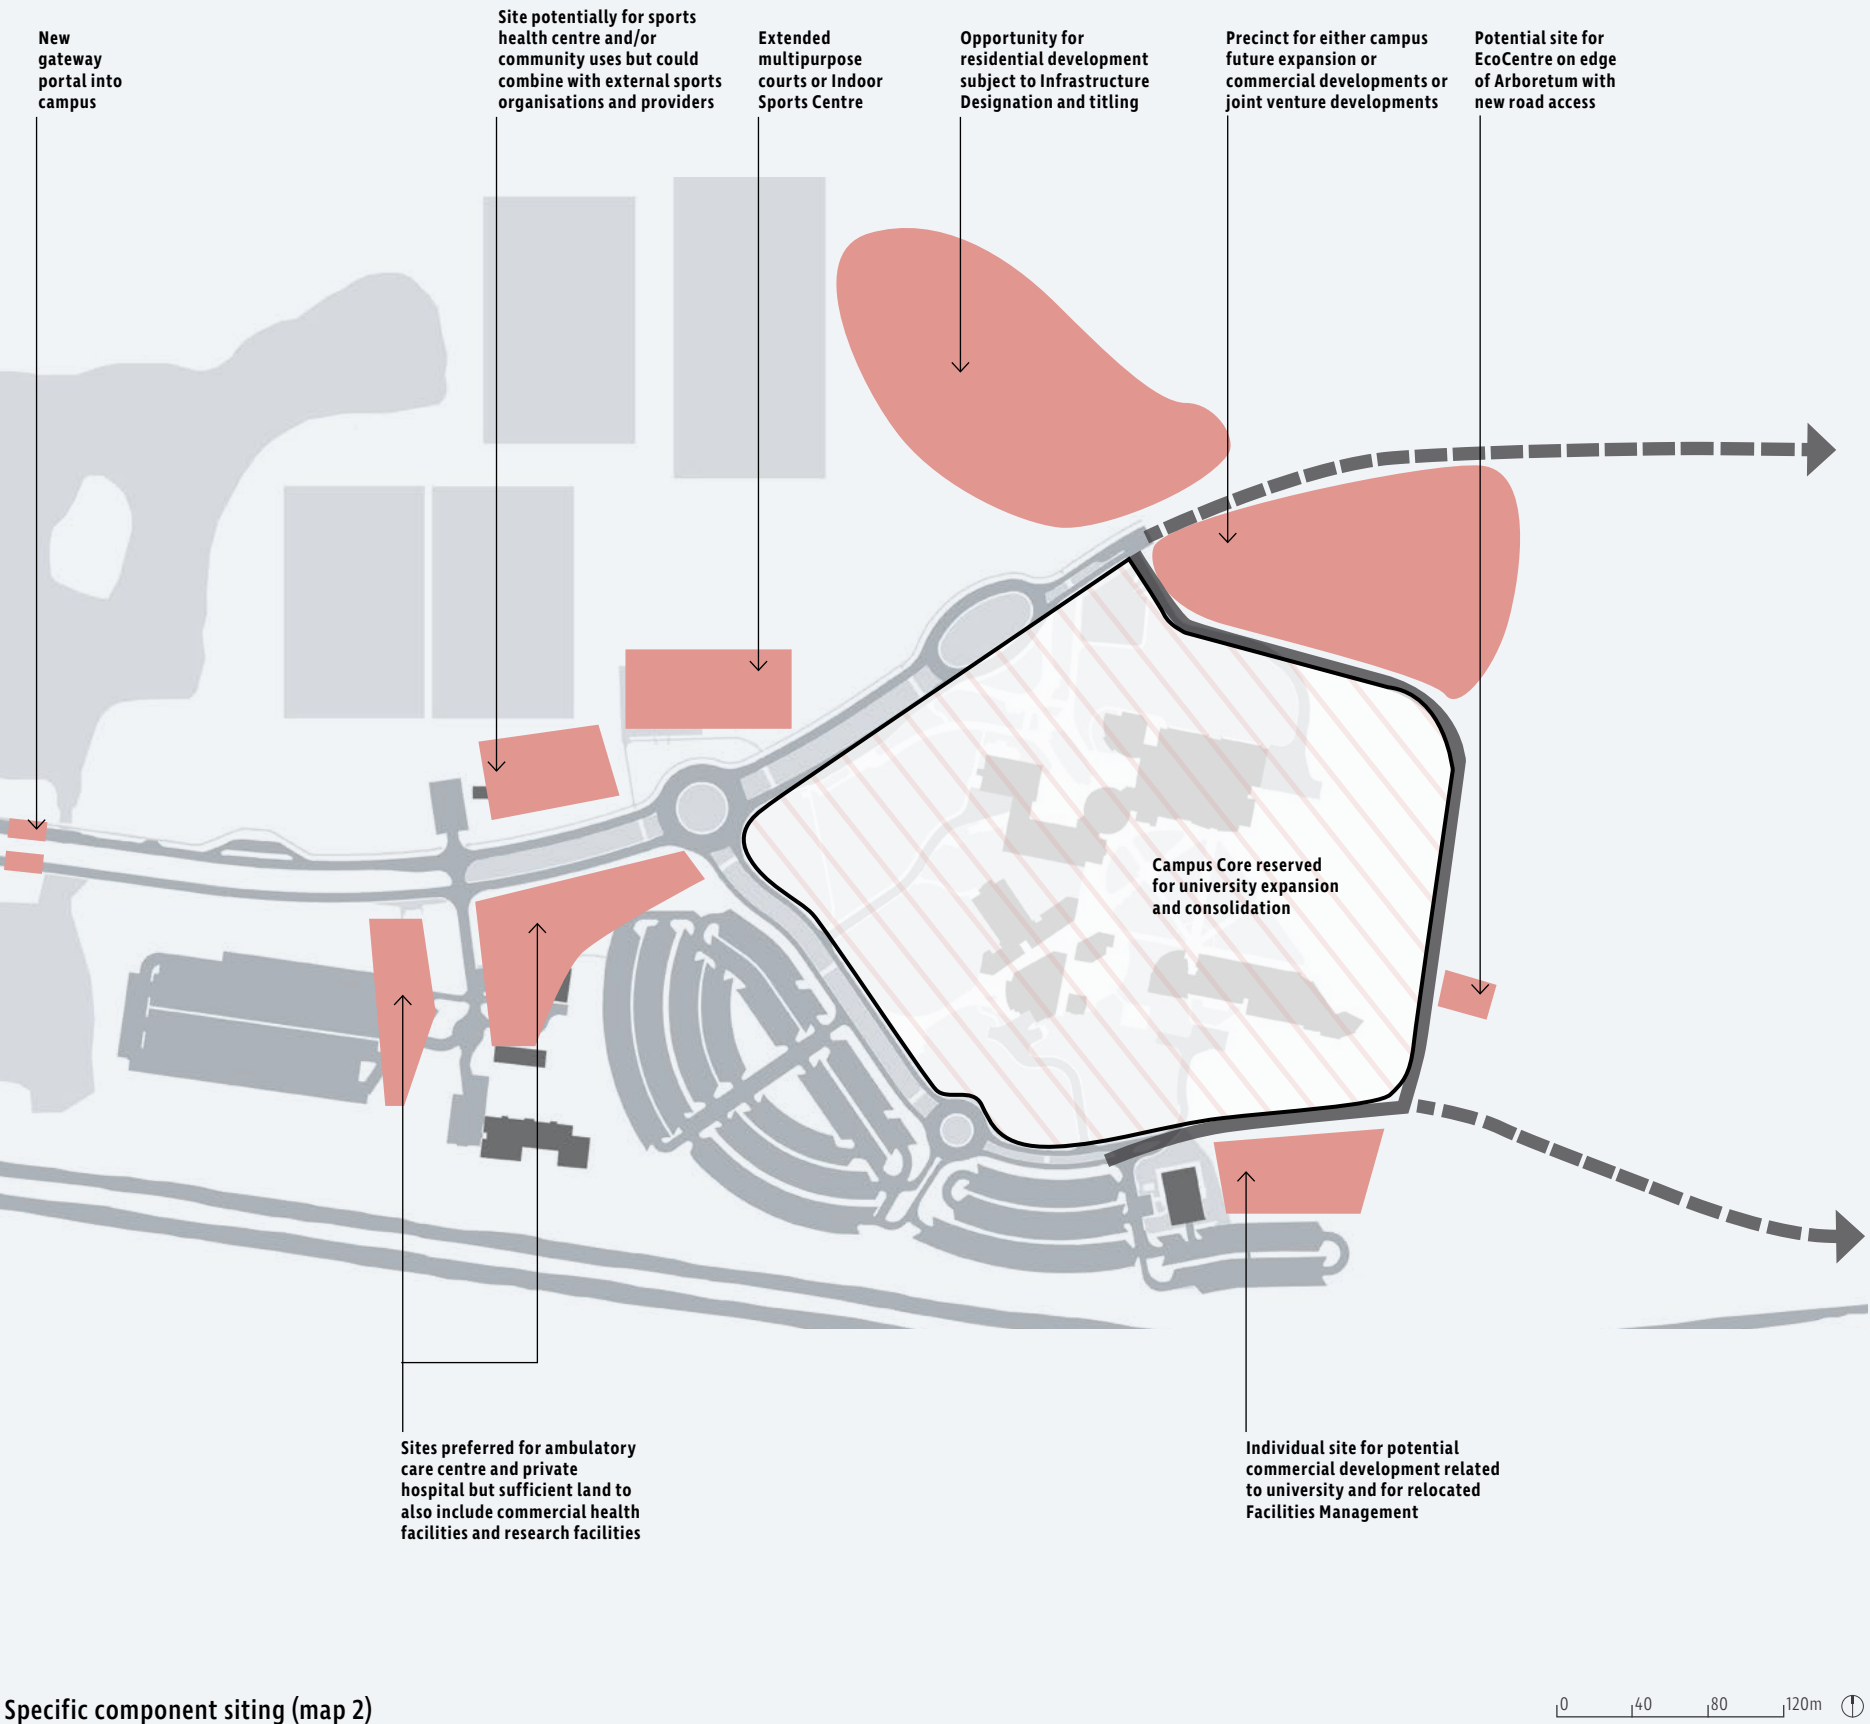 New
gateway
portal into
campus
Site potentially for sports
health centre and/or
community uses but could
combine with external sports
organisations and providers
Extended
multipurpose
courts or Indoor
Sports Centre
Opportunity for
residential development
subject to Infrastructure
Designation and titling
Precinct for either campus
future expansion or
commercial developments or
joint venture developments
Potential site for
EcoCentre on edge
of Arboretum with
new road access
Campus Core reserved
for university expansion
and consolidation
Sites preferred for ambulatory
care centre and private
hospital but sufficient land to
also include commercial health
facilities and research facilities
Individual site for potential
commercial development related
to university and for relocated
Facilities Management
Specific component siting (map 2)
0 40 80 120m